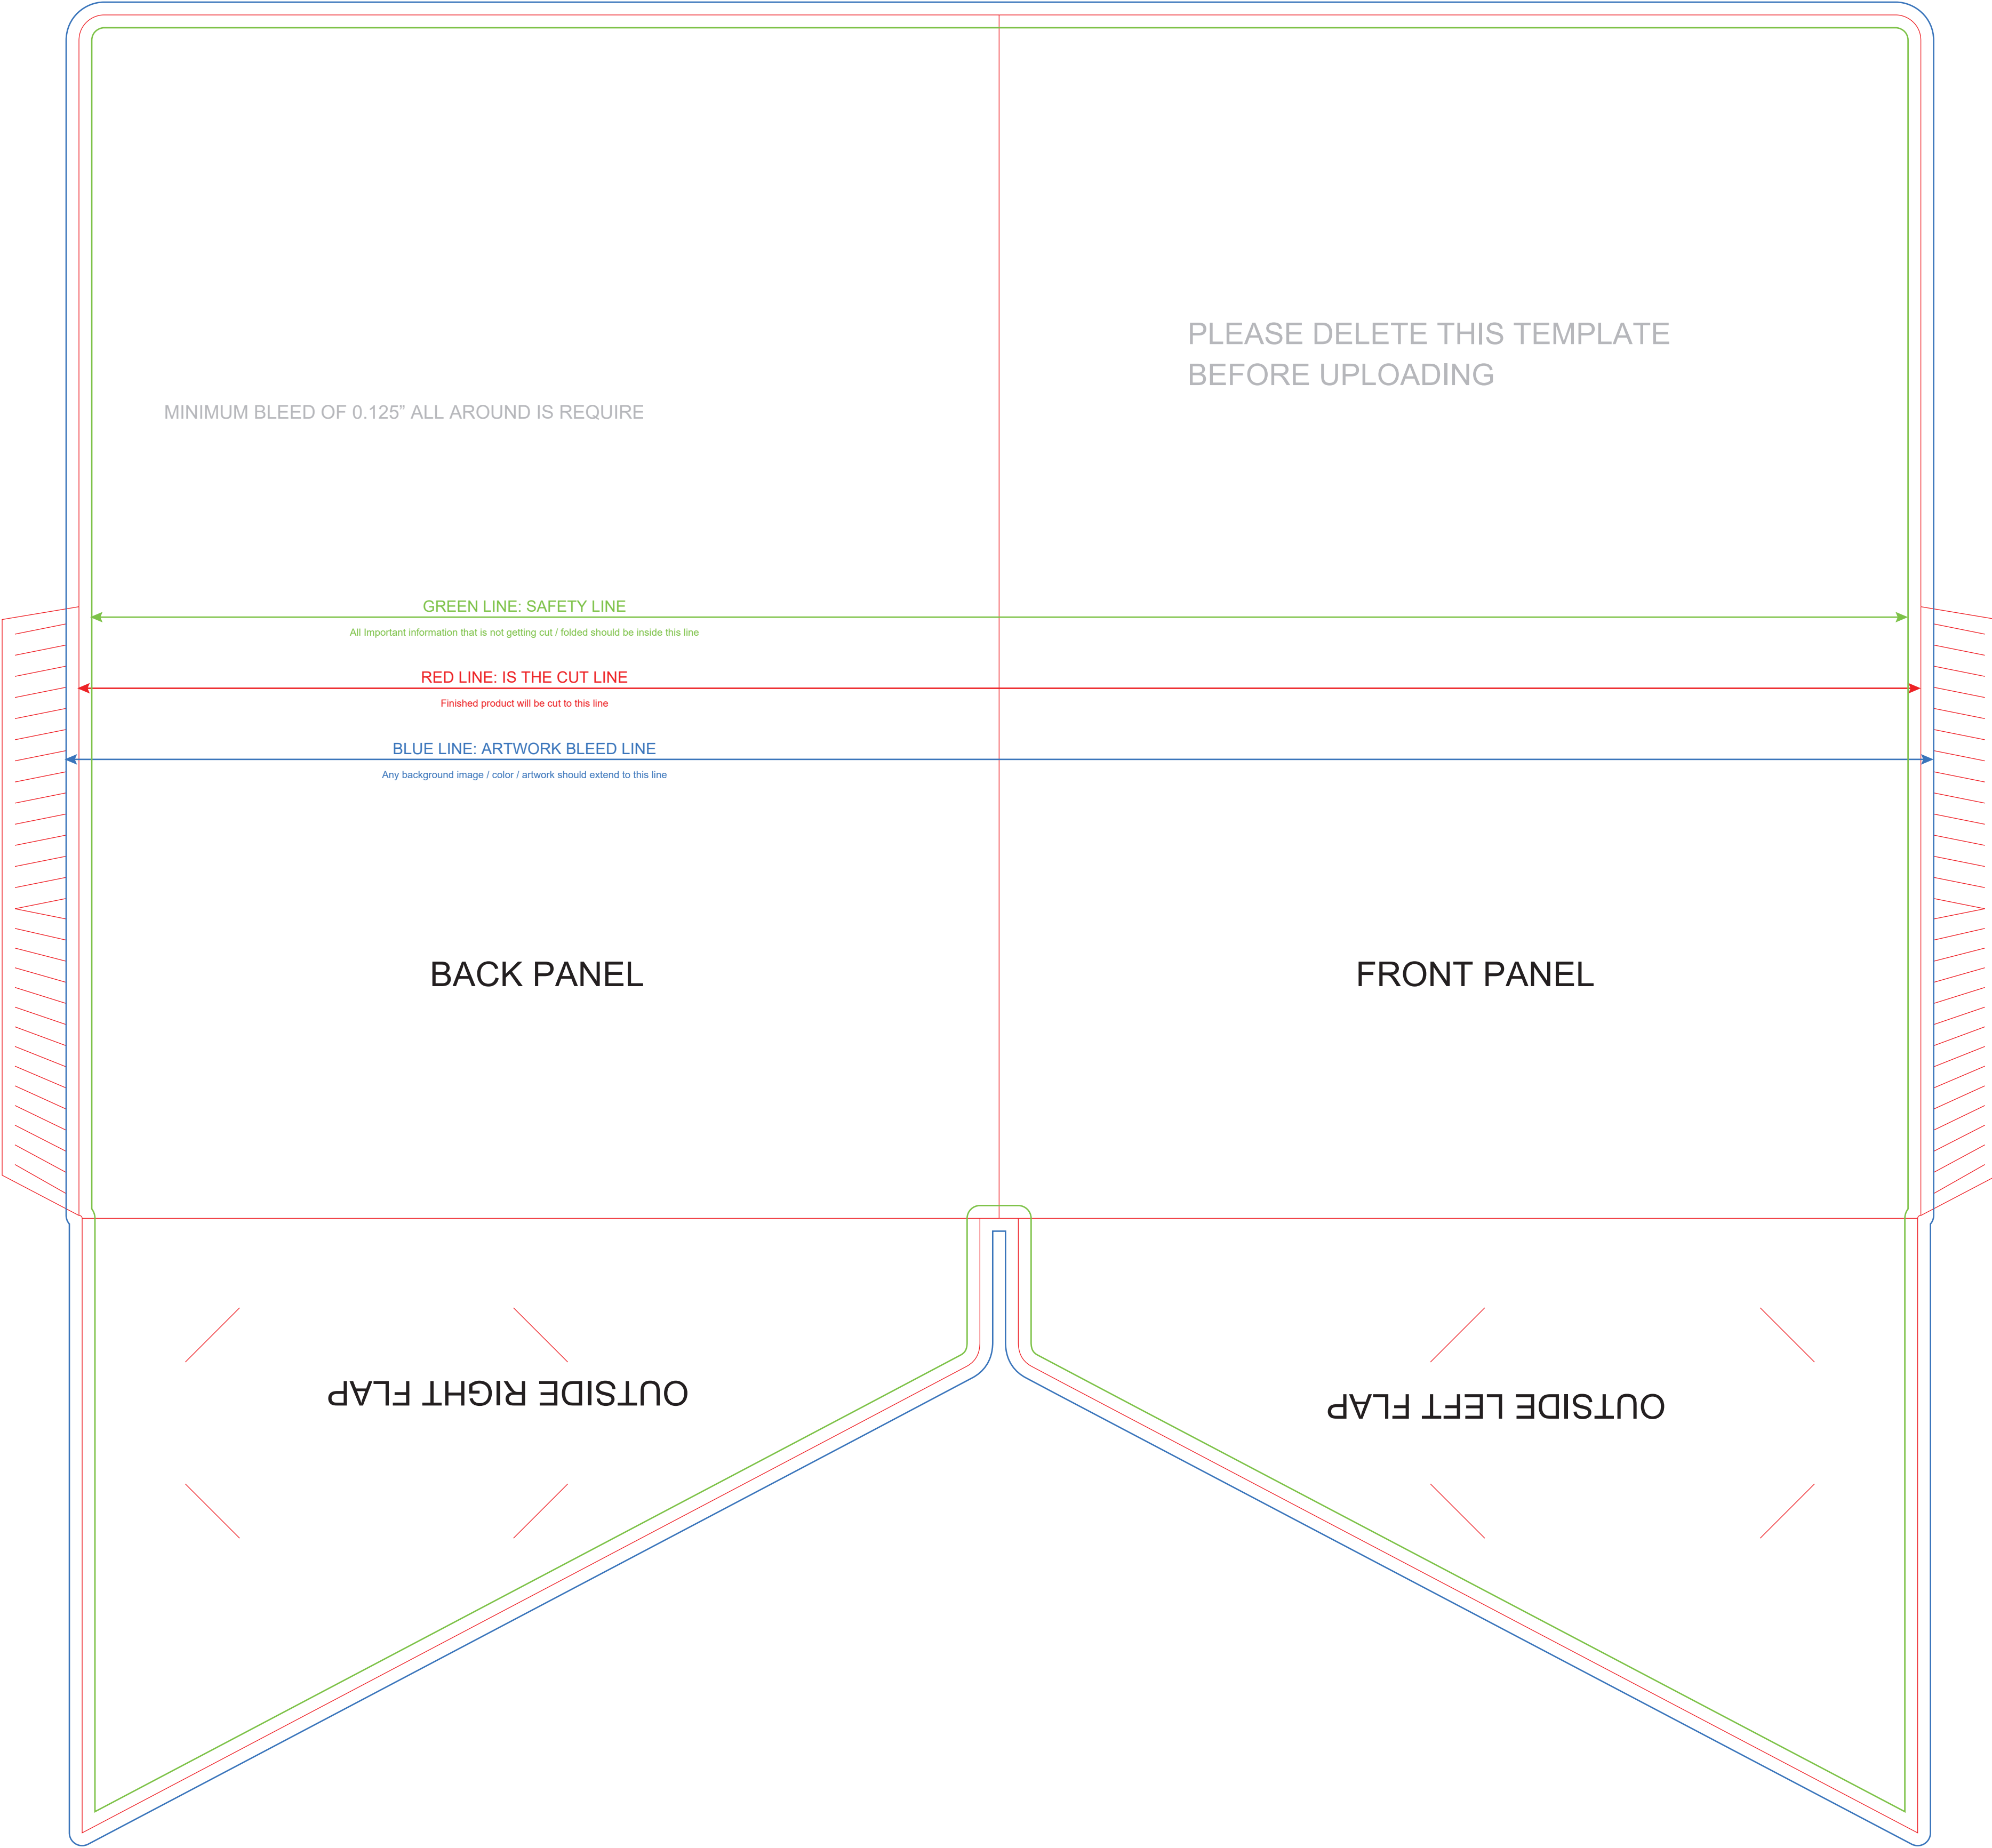 PLEASE DELETE THIS TEMPLATE
BEFORE UPLOADING
MINIMUM BLEED OF 0.125” ALL AROUND IS REQUIRE
GREEN LINE: SAFETY LINE
All Important information that is not getting cut / folded should be inside this line
RED LINE: IS THE CUT LINE
Finished product will be cut to this line
BLUE LINE: ARTWORK BLEED LINE
Any background image / color / artwork should extend to this line
BACK PANEL
FRONT PANEL
OUTSIDE RIGHT FLAP
OUTSIDE LEFT FLAP